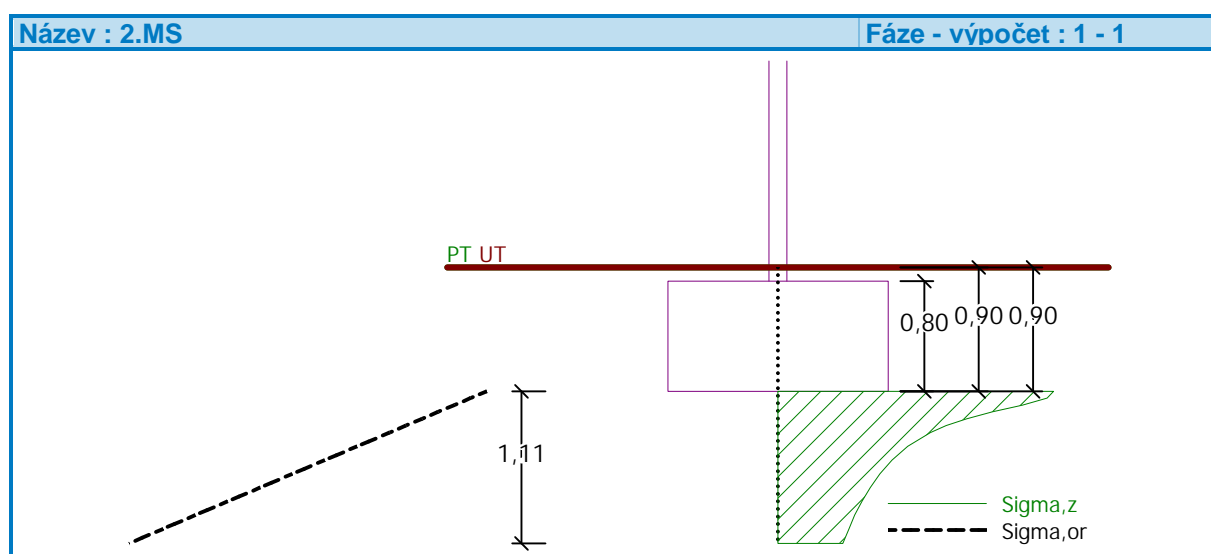 Název : 2.MS
Fáze - výpočet : 1 - 1
PT UT
0,80
0,90
0,90
1,11
Sigma,z
Sigma,or